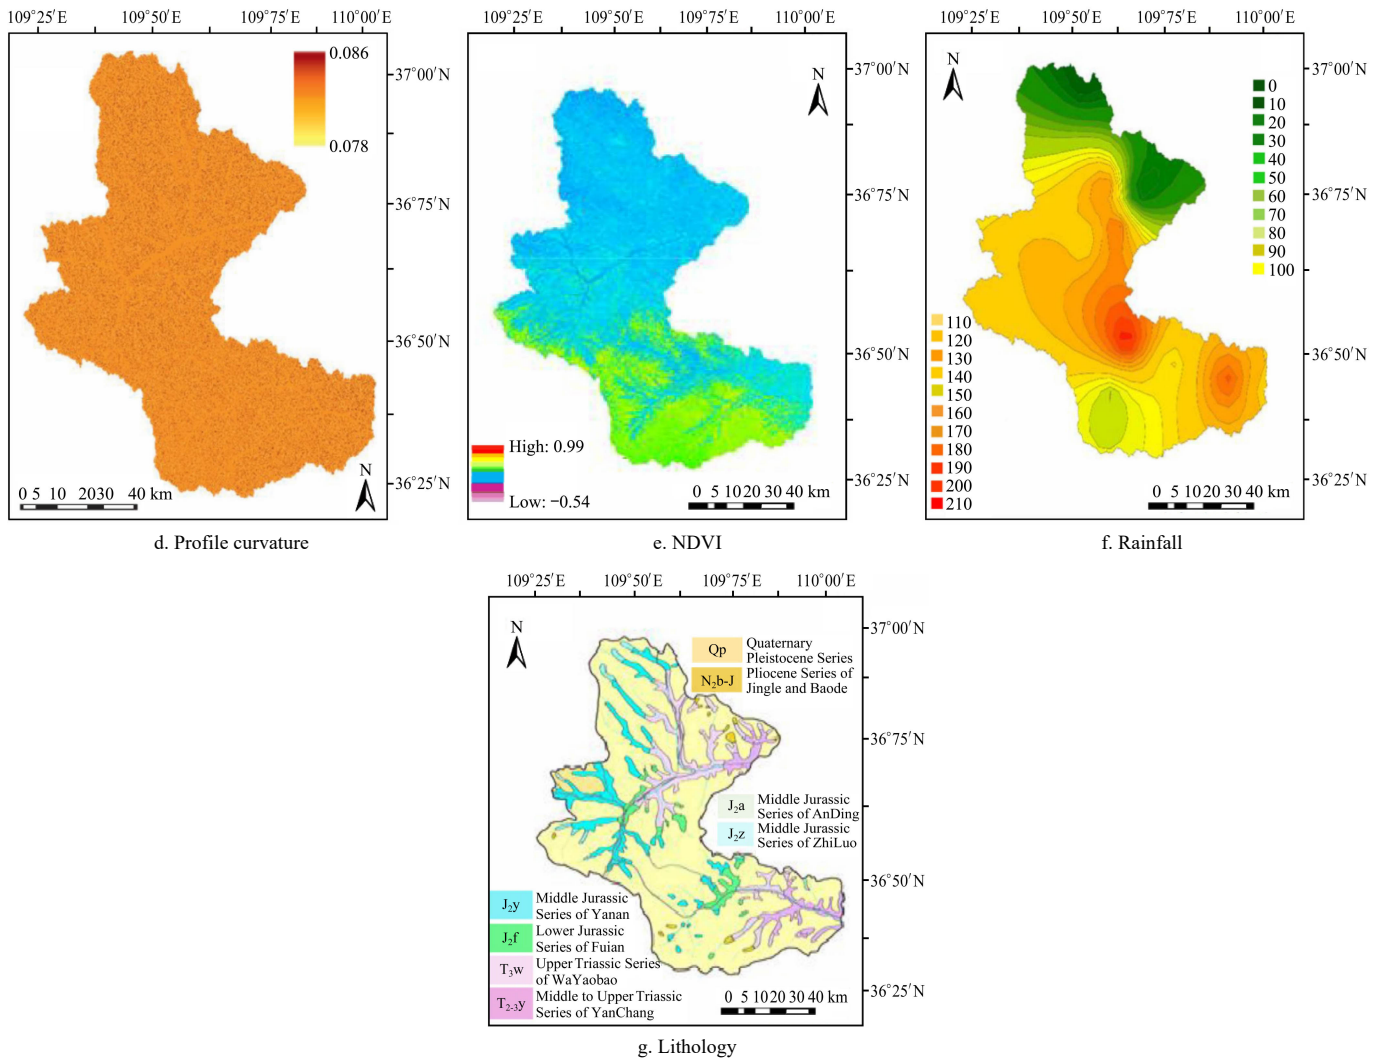 109°25′E 109°50′E 109°75′E 110°00′E
0.086
0.078
37°00′N
36°75′N
36°50′N
36°25′N
N
0 5 10 2030 40 km
d. Profile curvature
109°25′E 109°50′E 109°75′E 110°00′E
N
37°00′N
36°75′N
36°50′N
36°25′N
High: 0.99
Low: −0.54
0 5 10 20 30 40 km
e. NDVI
109°25′E 109°50′E 109°75′E 110°00′E
N
37°00′N
36°75′N
36°50′N
36°25′N
0
10
20
30
40
50
60
70
80
90
100
110
120
130
140
150
160
170
180
190
200
210
0 5 10 20 30 40 km
f. Rainfall
109°25′E 109°50′E 109°75′E 110°00′E
N
37°00′N
36°75′N
36°50′N
36°25′N
Qp Quaternary
Pleistocene Series
N₂b-J Pliocene Series of
Jingle and Baode
J₂a Middle Jurassic
Series of AnDing
J₂z Middle Jurassic
Series of ZhiLuo
J₂y Middle Jurassic
Series of Yanan
J₂f Lower Jurassic
Series of Fuian
T₃w Upper Triassic Series
of WaYaobao
T₂₋₃y Middle to Upper Triassic
Series of YanChang
0 5 10 20 30 40 km
g. Lithology